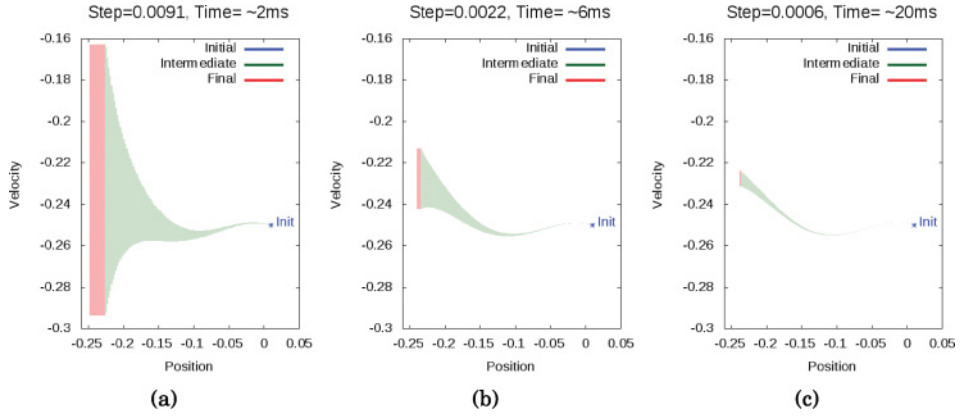 Step=0.0091, Time= ~2ms
-0.16
-0.18
-0.2
-0.22
-0.24
-0.26
-0.28
-0.3
Velocity
Initial
Intermediate
Final
Init
-0.25 -0.2 -0.15 -0.1 -0.05 0 0.05
Position
(a)
Step=0.0022, Time= ~6ms
-0.16
-0.18
-0.2
-0.22
-0.24
-0.26
-0.28
-0.3
Velocity
Initial
Intermediate
Final
Init
-0.25 -0.2 -0.15 -0.1 -0.05 0 0.05
Position
(b)
Step=0.0006, Time= ~20ms
-0.16
-0.18
-0.2
-0.22
-0.24
-0.26
-0.28
-0.3
Velocity
Initial
Intermediate
Final
Init
-0.25 -0.2 -0.15 -0.1 -0.05 0 0.05
Position
(c)